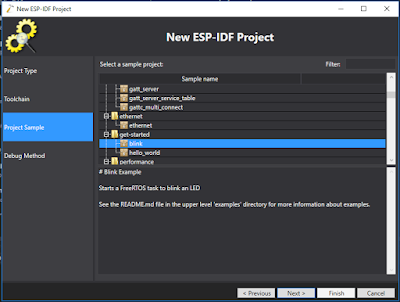 New ESP-IDF Project
New ESP-IDF Project
Project Type
Toolchain
Project Sample
Debug Method
Select a sample project:
Filter:
Sample name
gatt_server
gatt_server_service_table
gattc_multi_connect
ethernet
ethernet
get-started
blink
hello_world
performance
# Blink Example
Starts a FreeRTOS task to blink an LED
See the README.md file in the upper level 'examples' directory for more information about examples.
< Previous
Next >
Finish
Cancel